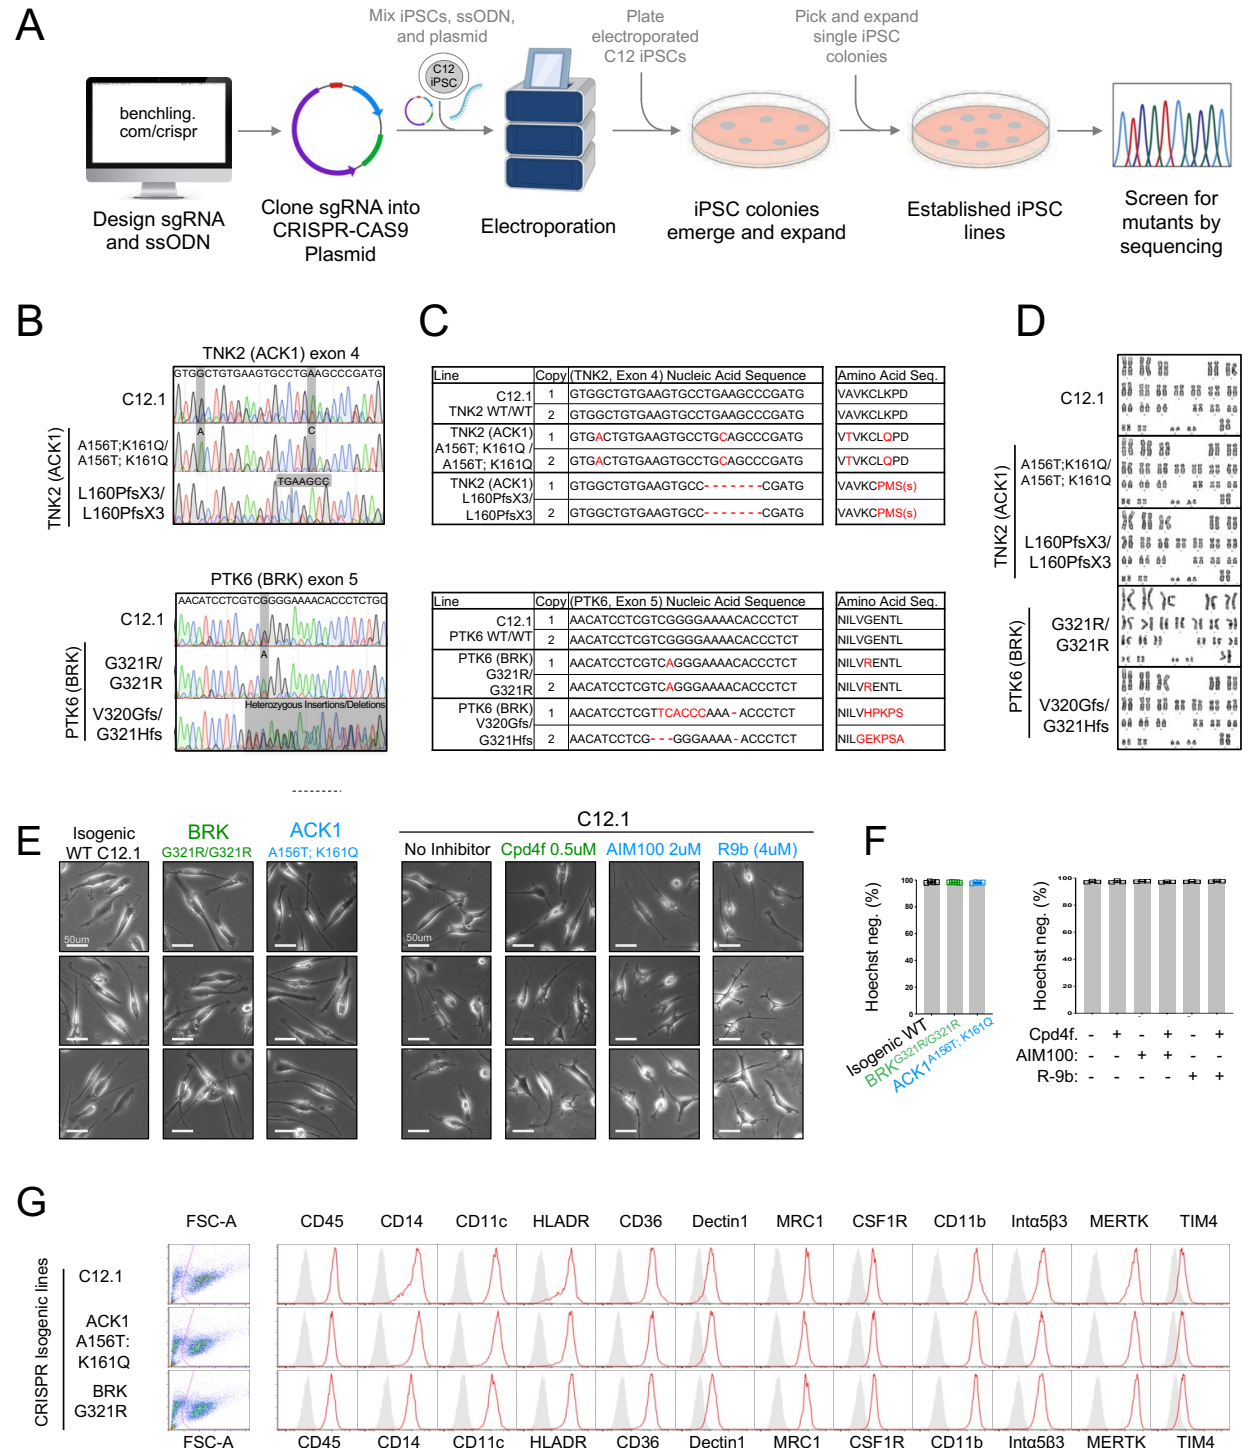 A
Mix iPSCs, ssODN,
and plasmid
Plate
electroporated
C12 iPSCs
Pick and expand
single iPSC
colonies
benchling.
com/crispr
C12
iPSC
Design sgRNA
and ssODN
Clone sgRNA into
CRISPR-CAS9
Plasmid
Electroporation
iPSC colonies
emerge and expand
Established iPSC
lines
Screen for
mutants by
sequencing
B
TNK2 (ACK1) exon 4
GTGGCTGTGAAGTGCCTGAAGCCCGATG
C12.1
TNK2 (ACK1)
A156T;K161Q/
A156T; K161Q
A
C
L160PfsX3/
L160PfsX3
TGAAGCC
PTK6 (BRK) exon 5
AACATCCTCGTCGGGGAAAACACCCTCTGC
C12.1
PTK6 (BRK)
G321R/
G321R
A
V320Gfs/
G321Hfs
Heterozygous Insertions/Deletions
C
Line Copy (TNK2, Exon 4) Nucleic Acid Sequence Amino Acid Seq.
C12.1 1 GTGGCTGTGAAGTGCCTGAAGCCCGATG VAVKCLKPD
TNK2 WT/WT 2 GTGGCTGTGAAGTGCCTGAAGCCCGATG VAVKCLKPD
TNK2 (ACK1)
A156T; K161Q /
A156T; K161Q
1 GTGACTGTGAAGTGCCTGCAGCCCGATG VTVKCLQPD
2 GTGACTGTGAAGTGCCTGCAGCCCGATG VTVKCLQPD
TNK2 (ACK1)
L160PfsX3/
L160PfsX3
1 GTGGCTGTGAAGTGCC- - - - - - -CGATG VAVKCPMS(s)
2 GTGGCTGTGAAGTGCC- - - - - - -CGATG VAVKCPMS(s)
Line Copy (PTK6, Exon 5) Nucleic Acid Sequence Amino Acid Seq.
C12.1 1 AACATCCTCGTCGGGGAAAACACCCTCT NILVGENTL
PTK6 WT/WT 2 AACATCCTCGTCGGGGAAAACACCCTCT NILVGENTL
PTK6 (BRK)
G321R/
G321R
1 AACATCCTCGTCAGGGAAAACACCCTCT NILVRENTL
2 AACATCCTCGTCAGGGAAAACACCCTCT NILVRENTL
PTK6 (BRK)
V320Gfs/
G321Hfs
1 AACATCCTCGTTCACCCAAA - ACCCTCT NILVHPKPS
2 AACATCCTCG- - -GGGAAAA-ACCCTCT NILGEKPSA
D
C12.1
TNK2 (ACK1)
A156T;K161Q/
A156T; K161Q
L160PfsX3/
L160PfsX3
PTK6 (BRK)
G321R/
G321R
V320Gfs/
G321Hfs
E
Isogenic
WT C12.1
BRK
G321R/G321R
ACK1
A156T; K161Q
C12.1
No Inhibitor
Cpd4f 0.5uM
AIM100 2uM
R9b (4uM)
50um
50um
F
Hoechst neg. (%)
100
80
60
40
20
0
Isogenic WT
BRK G321R/G321R
ACK1 A156T; K161Q
Hoechst neg. (%)
100
80
60
40
20
0
Cpd4f. - + - + - +
AIM100: - - + + - -
R-9b: - - - - + +
G
FSC-A CD45 CD14 CD11c HLADR CD36 Dectin1 MRC1 CSF1R CD11b Intα5β3 MERTK TIM4
CRISPR Isogenic lines
C12.1
ACK1
A156T:
K161Q
BRK
G321R
FSC-A CD45 CD14 CD11c HLADR CD36 Dectin1 MRC1 CSF1R CD11b Intα5β3 MERTK TIM4